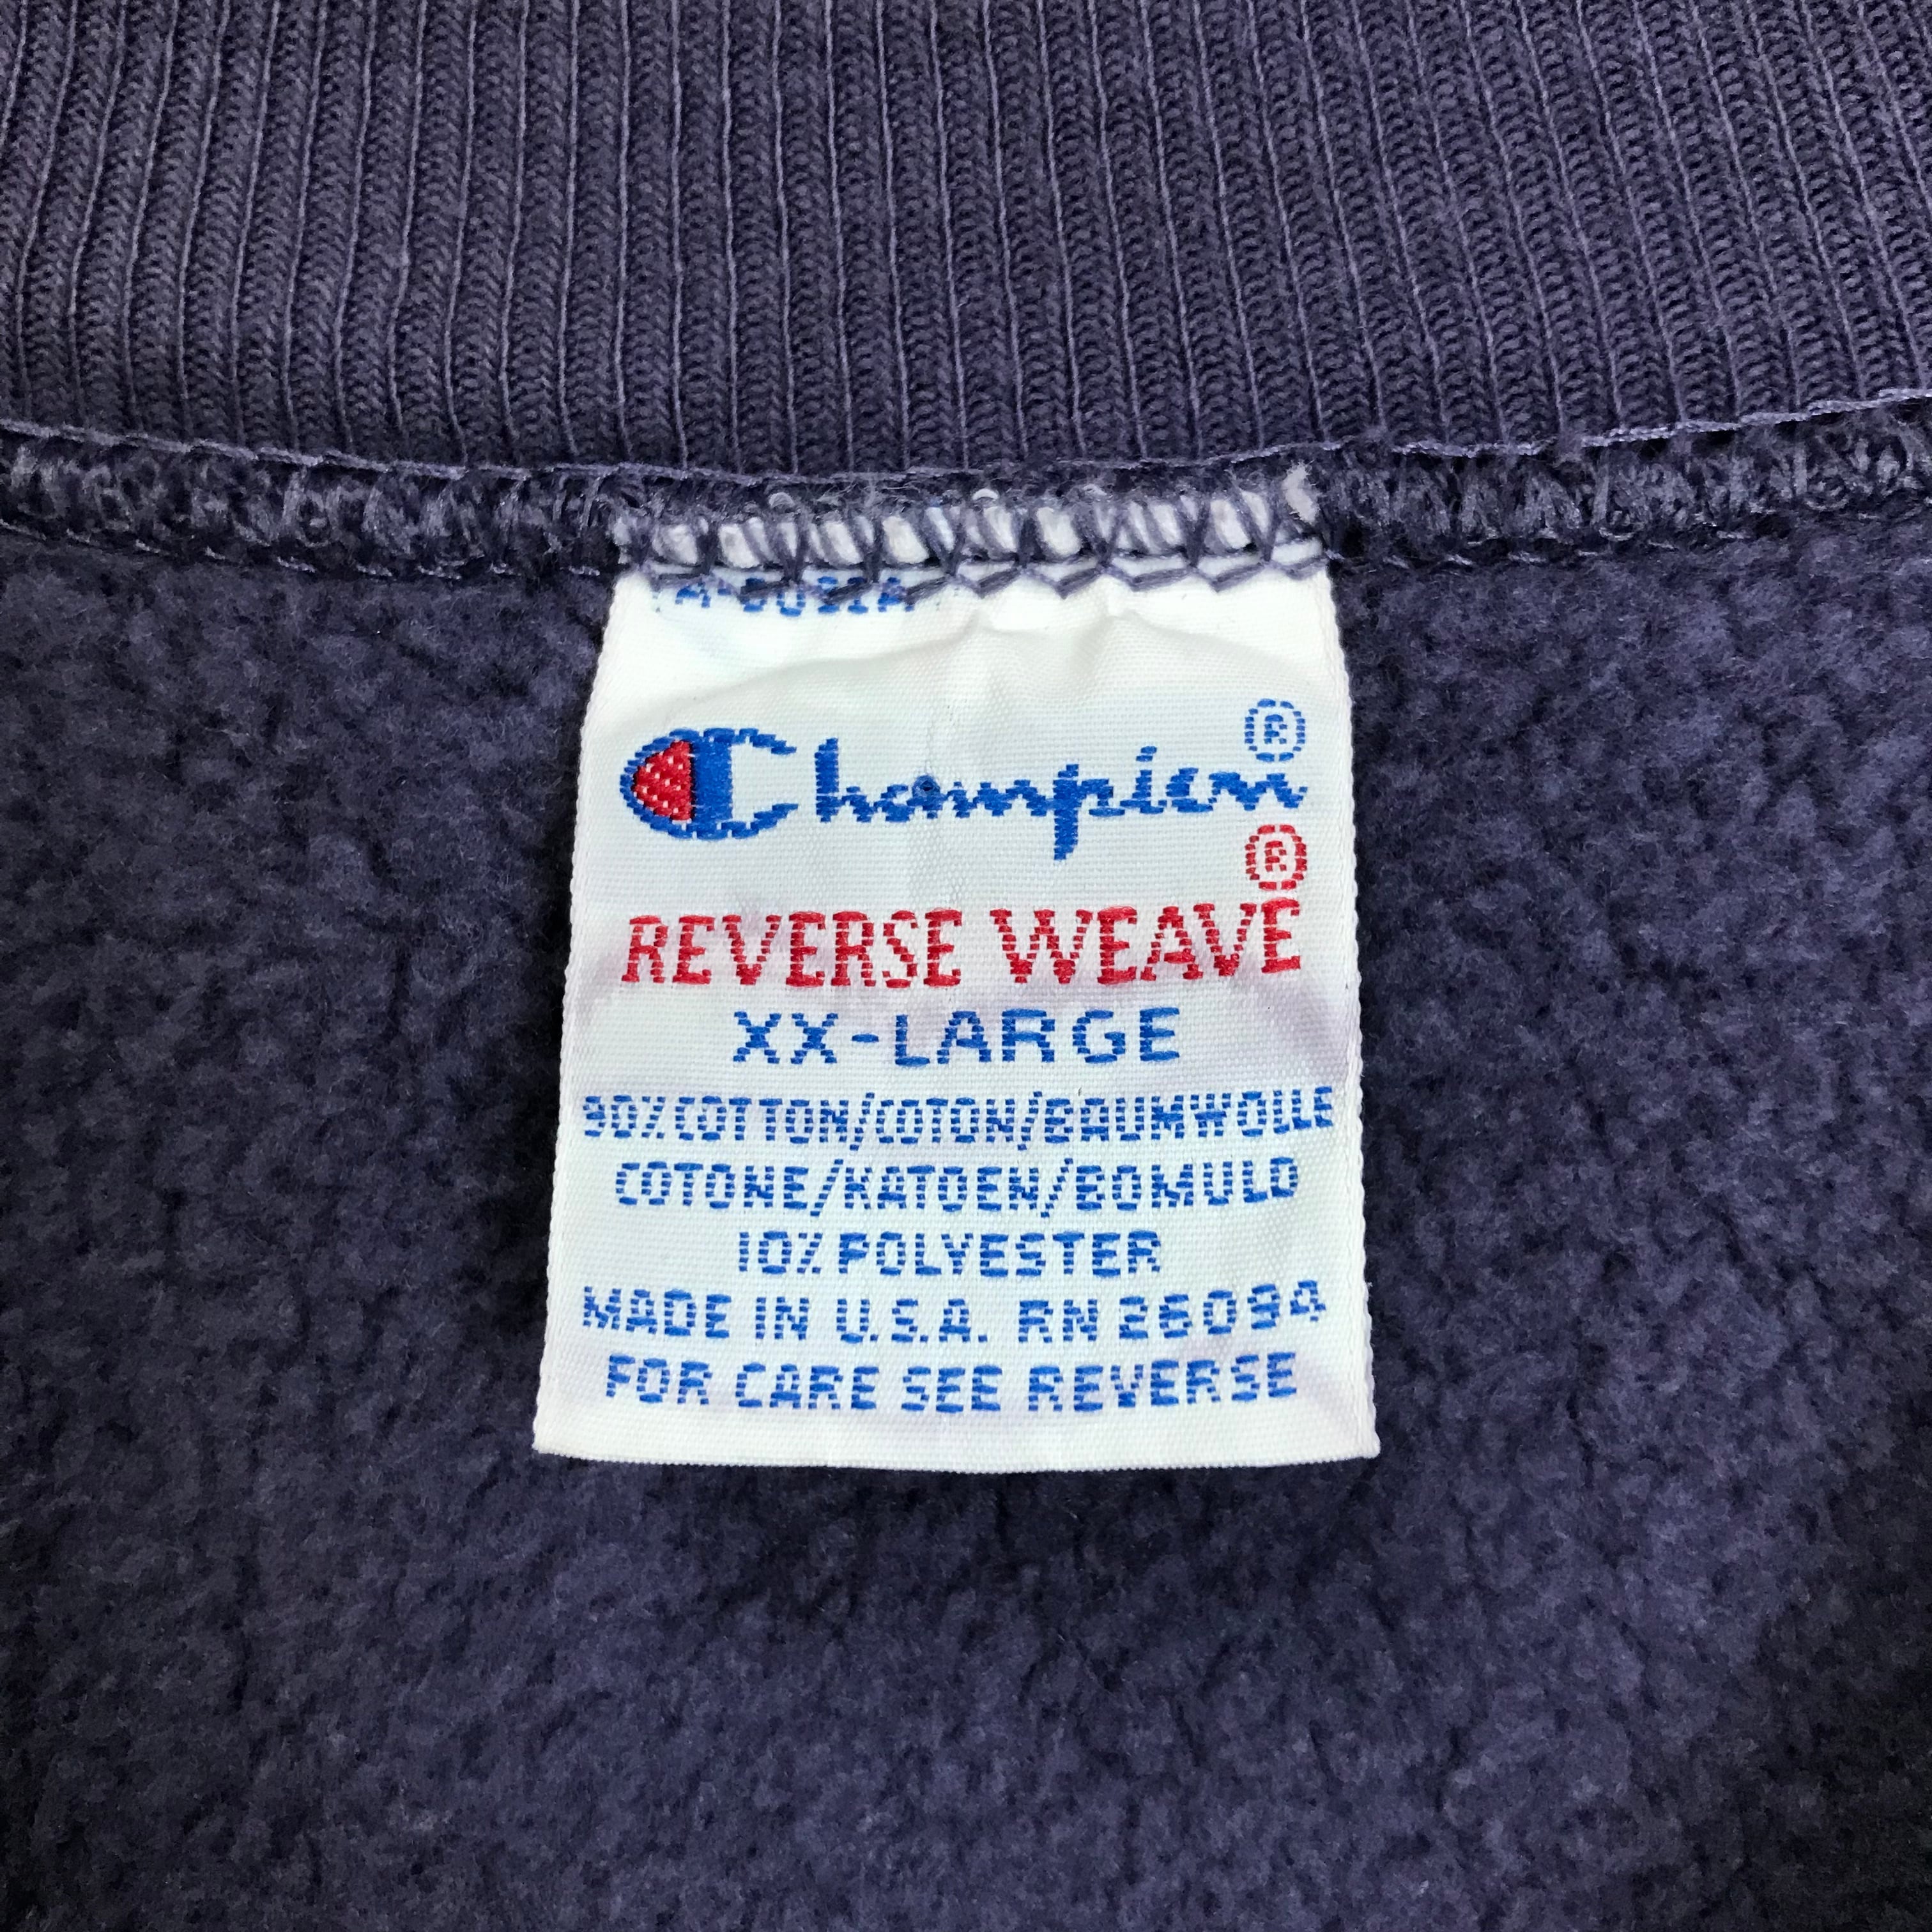 Champion®
REVERSE WEAVE®
XX-LARGE
90% COTTON/COTON/BAUMWOLLE
COTONE/KATOEN/BOMULD
10% POLYESTER
MADE IN U.S.A. RN 26094
FOR CARE SEE REVERSE